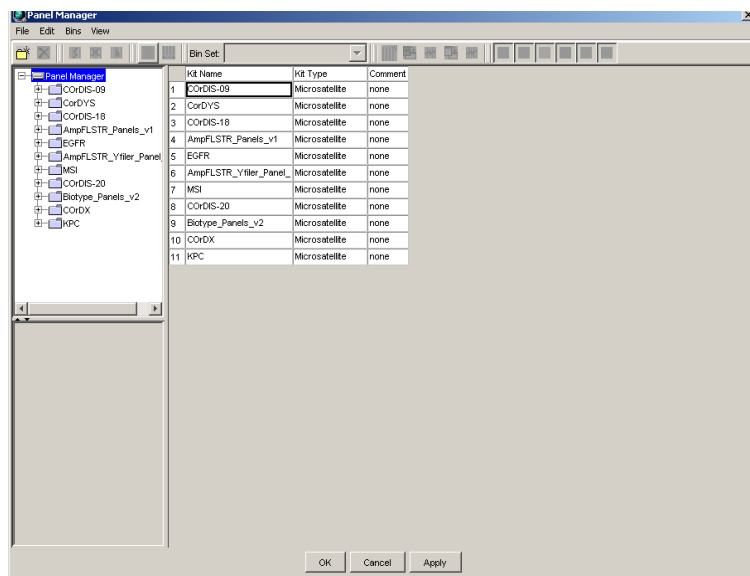 Panel Manager
File Edit Bins View
Bin Set:
Panel Manager
COrDIS-09
CorDYS
COrDIS-18
AmpFLSTR_Panels_v1
EGFR
AmpFLSTR_Yfiler_Panel_
MSI
COrDIS-20
Biotype_Panels_v2
COrDX
KPC
Kit Name Kit Type Comment
1 COrDIS-09 Microsatellite none
2 CorDYS Microsatellite none
3 COrDIS-18 Microsatellite none
4 AmpFLSTR_Panels_v1 Microsatellite none
5 EGFR Microsatellite none
6 AmpFLSTR_Yfiler_Panel_ Microsatellite none
7 MSI Microsatellite none
8 COrDIS-20 Microsatellite none
9 Biotype_Panels_v2 Microsatellite none
10 COrDX Microsatellite none
11 KPC Microsatellite none
OK Cancel Apply